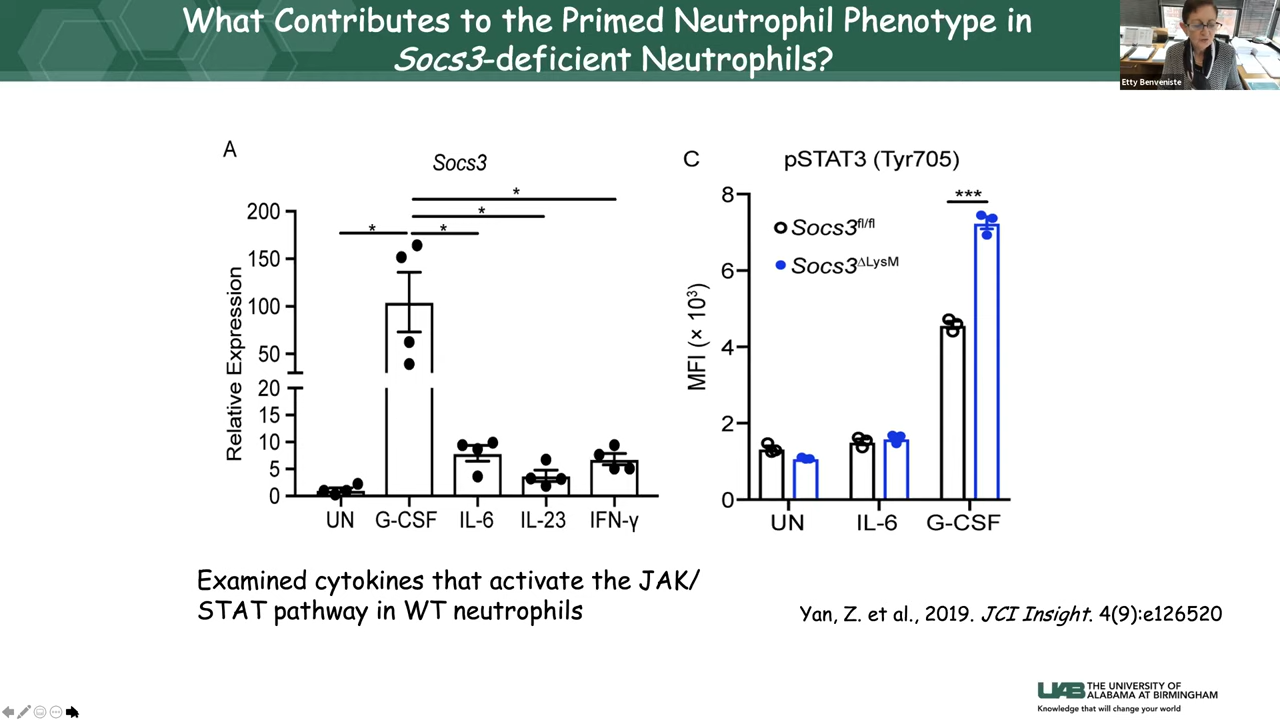 What Contributes to the Primed Neutrophil Phenotype in
Socs3-deficient Neutrophils?
Etty Benveniste
A
Socs3
*
*
* *
Relative Expression
200
150
100
50
20
15
10
5
0
UN G-CSF IL-6 IL-23 IFN-γ
C
pSTAT3 (Tyr705)
***
Socs3fl/fl
Socs3ΔLysM
MFI (× 10³)
8
6
4
2
0
UN IL-6 G-CSF
Examined cytokines that activate the JAK/
STAT pathway in WT neutrophils
Yan, Z. et al., 2019. JCI Insight. 4(9):e126520
UAB THE UNIVERSITY OF
ALABAMA AT BIRMINGHAM
Knowledge that will change your world